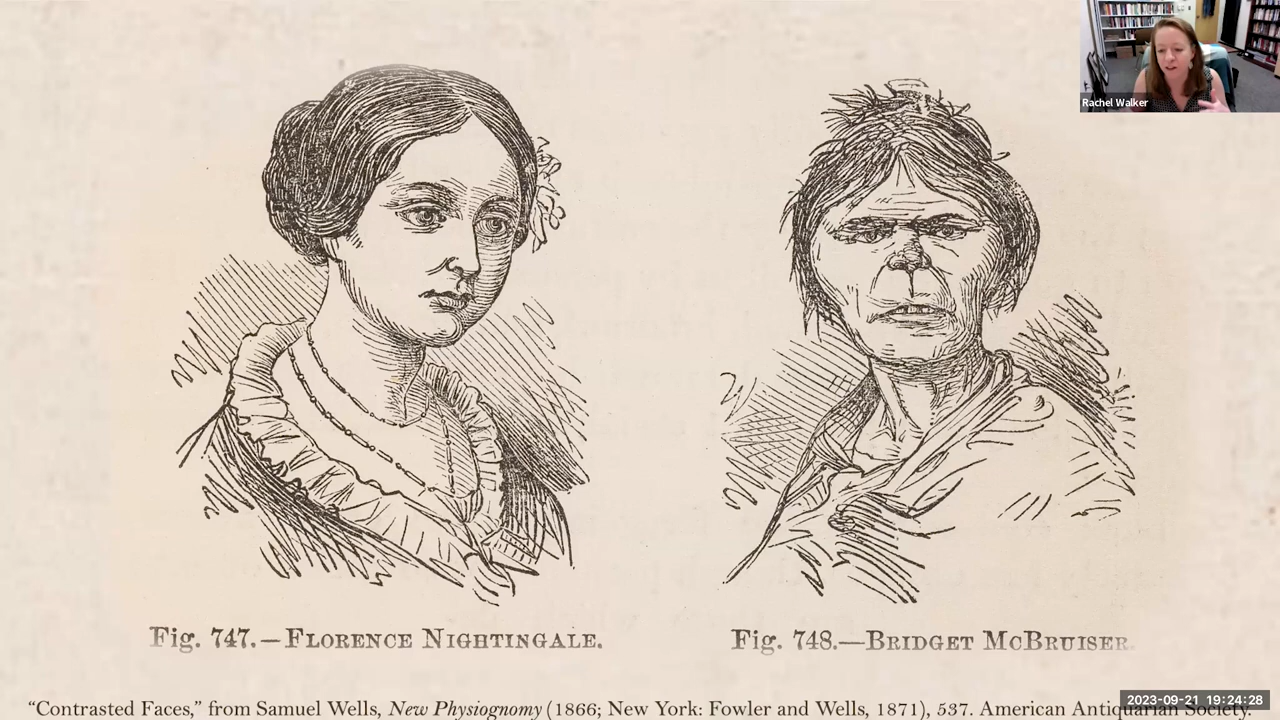 Rachel Walker
Fig. 747.—FLORENCE NIGHTINGALE.
Fig. 748.—BRIDGET MCBRUISER.
2023-09-21 19:24:28
“Contrasted Faces,” from Samuel Wells, New Physiognomy (1866; New York: Fowler and Wells, 1871), 537. American Antiquarian Society.